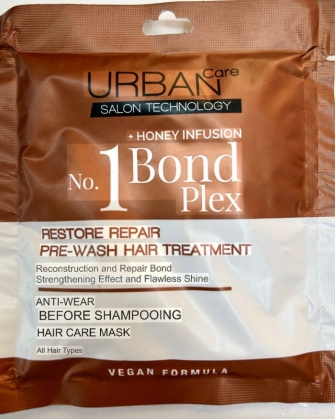 URBAN Care
SALON TECHNOLOGY
+ HONEY INFUSION
No. 1 Bond
Plex
RESTORE REPAIR
PRE-WASH HAIR TREATMENT
Reconstruction and Repair Bond
Strengthening Effect and Flawless Shine
ANTI-WEAR
BEFORE SHAMPOOING
HAIR CARE MASK
All Hair Types
VEGAN FORMULA